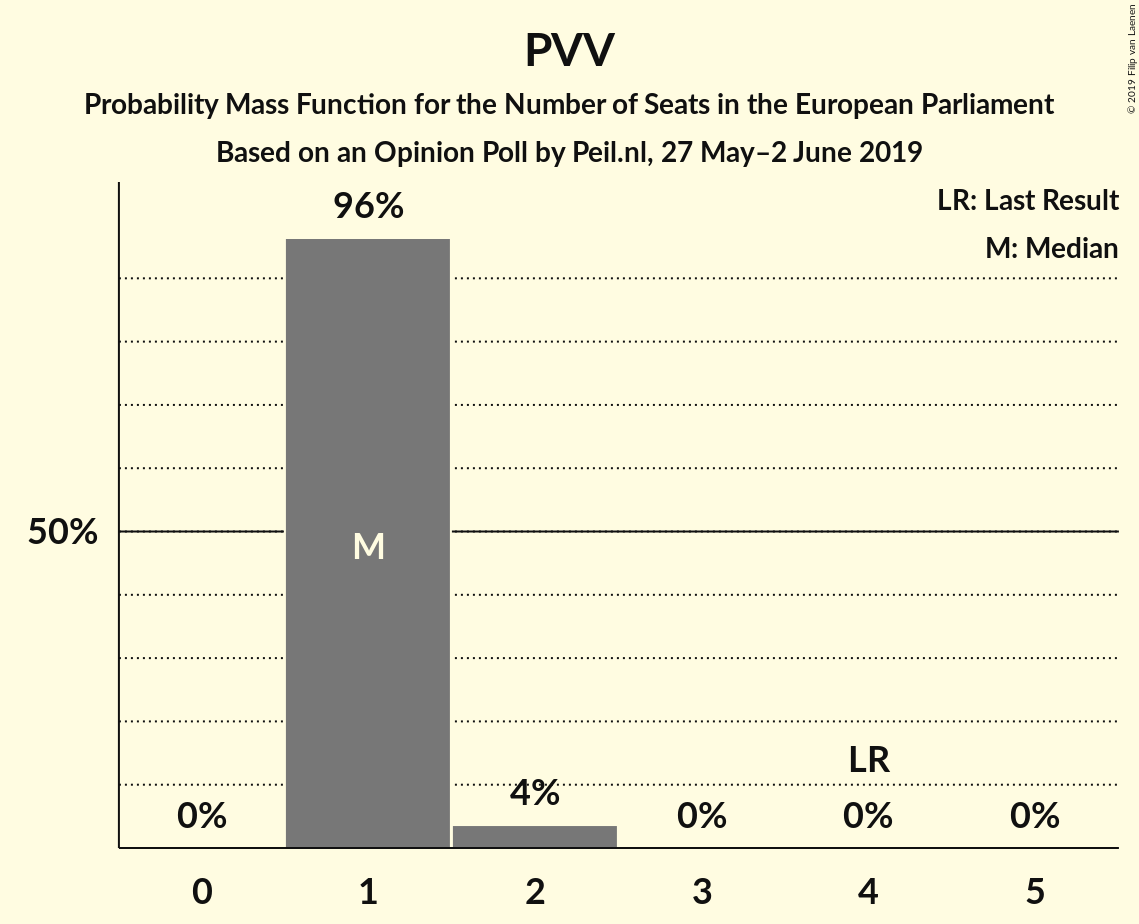 PVV
Probability Mass Function for the Number of Seats in the European Parliament
Based on an Opinion Poll by Peil.nl, 27 May–2 June 2019
© 2019 Filip van Laenen
LR: Last Result
M: Median
96%
50%
M
LR
0%
4%
0%
0%
0%
0 1 2 3 4 5